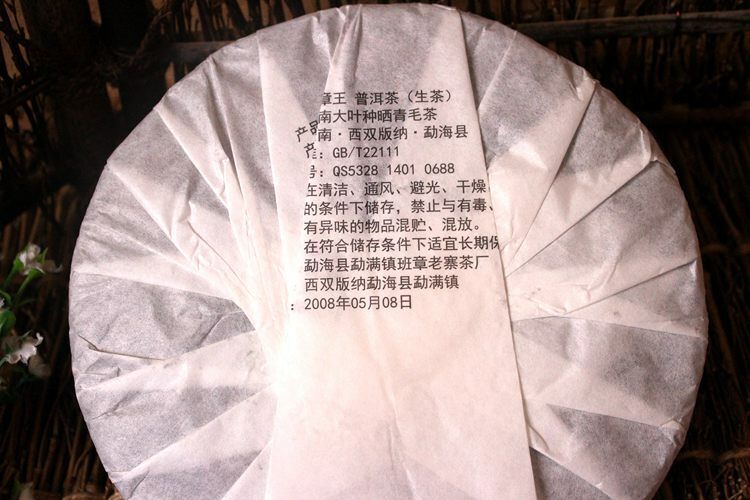 章王 普洱茶（生茶）
南大叶种晒青毛茶
产品 南·西双版纳·勐海县
产 ：GB/T22111
号：QS5328 1401 0688
在清洁、通风、避光、干燥
的条件下储存，禁止与有毒、
有异味的物品混贮、混放。
在符合储存条件下适宜长期保
勐海县勐满镇班章老寨茶厂
西双版纳勐海县勐满镇
：2008年05月08日